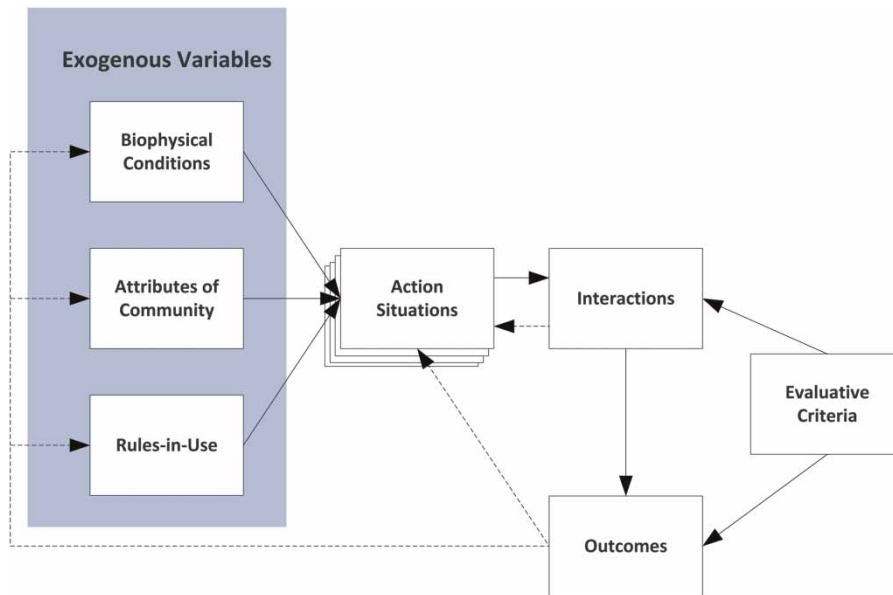 Exogenous Variables
Biophysical
Conditions
Attributes of
Community
Rules-in-Use
Action
Situations
Interactions
Evaluative
Criteria
Outcomes